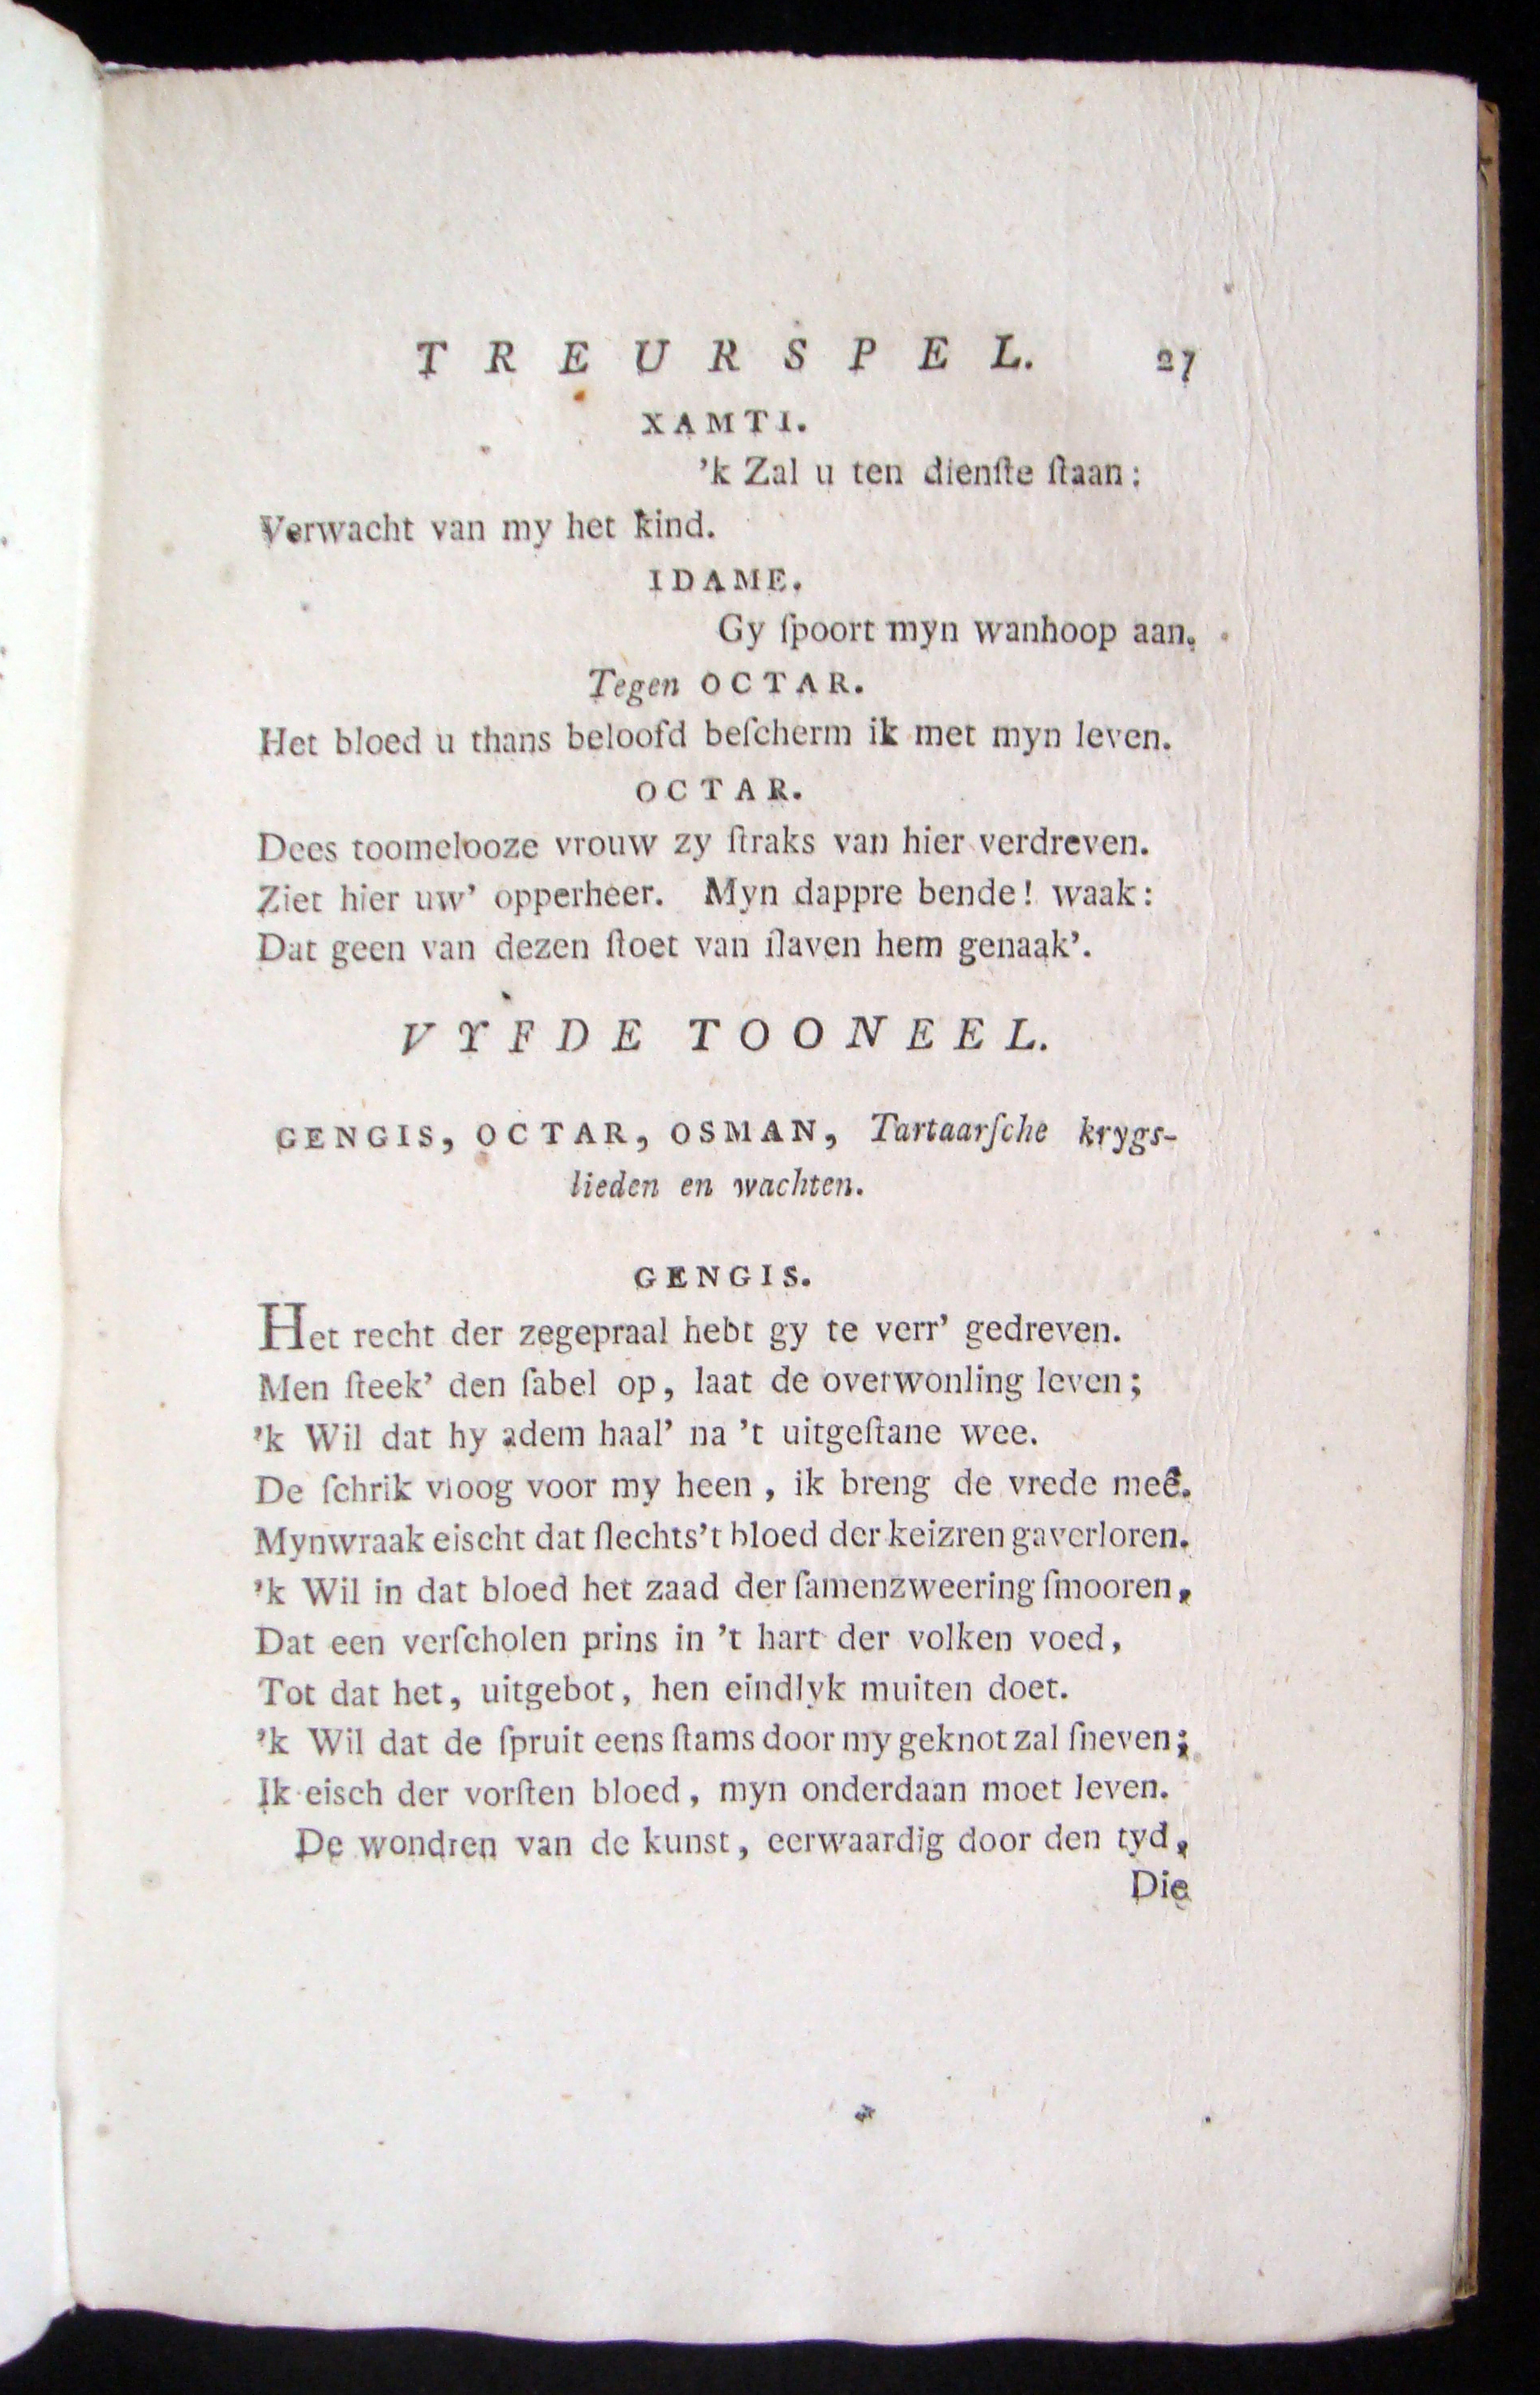 TREURSPEL. 27
XAMTI.
'k Zal u ten dienſte ſtaan:
Verwacht van my het kind.
IDAME.
Gy ſpoort myn wanhoop aan.
Tegen OCTAR.
Het bloed u thans beloofd beſcherm ik met myn leven.
OCTAR.
Dees toomelooze vrouw zy ſtraks van hier verdreven.
Ziet hier uw' opperheer. Myn dappre bende! waak:
Dat geen van dezen ſtoet van ſlaven hem genaak'.
VYFDE TOONEEL.
GENGIS, OCTAR, OSMAN, Tartaarſche krygs-
lieden en wachten.
GENGIS.
Het recht der zegepraal hebt gy te verr' gedreven.
Men ſteek' den ſabel op, laat de overwonling leven;
'k Wil dat hy adem haal' na 't uitgeſtane wee.
De ſchrik vloog voor my heen, ik breng de vrede meê.
Myn wraak eischt dat ſlechts 't bloed der keizren ga verloren.
'k Wil in dat bloed het zaad der ſamenzweering ſmooren,
Dat een verſcholen prins in 't hart der volken voed,
Tot dat het, uitgebot, hen eindlyk muiten doet.
'k Wil dat de ſpruit eens ſtams door my geknot zal ſneven;
Ik eisch der vorſten bloed, myn onderdaan moet leven.
De wondren van de kunst, eerwaardig door den tyd,
Die